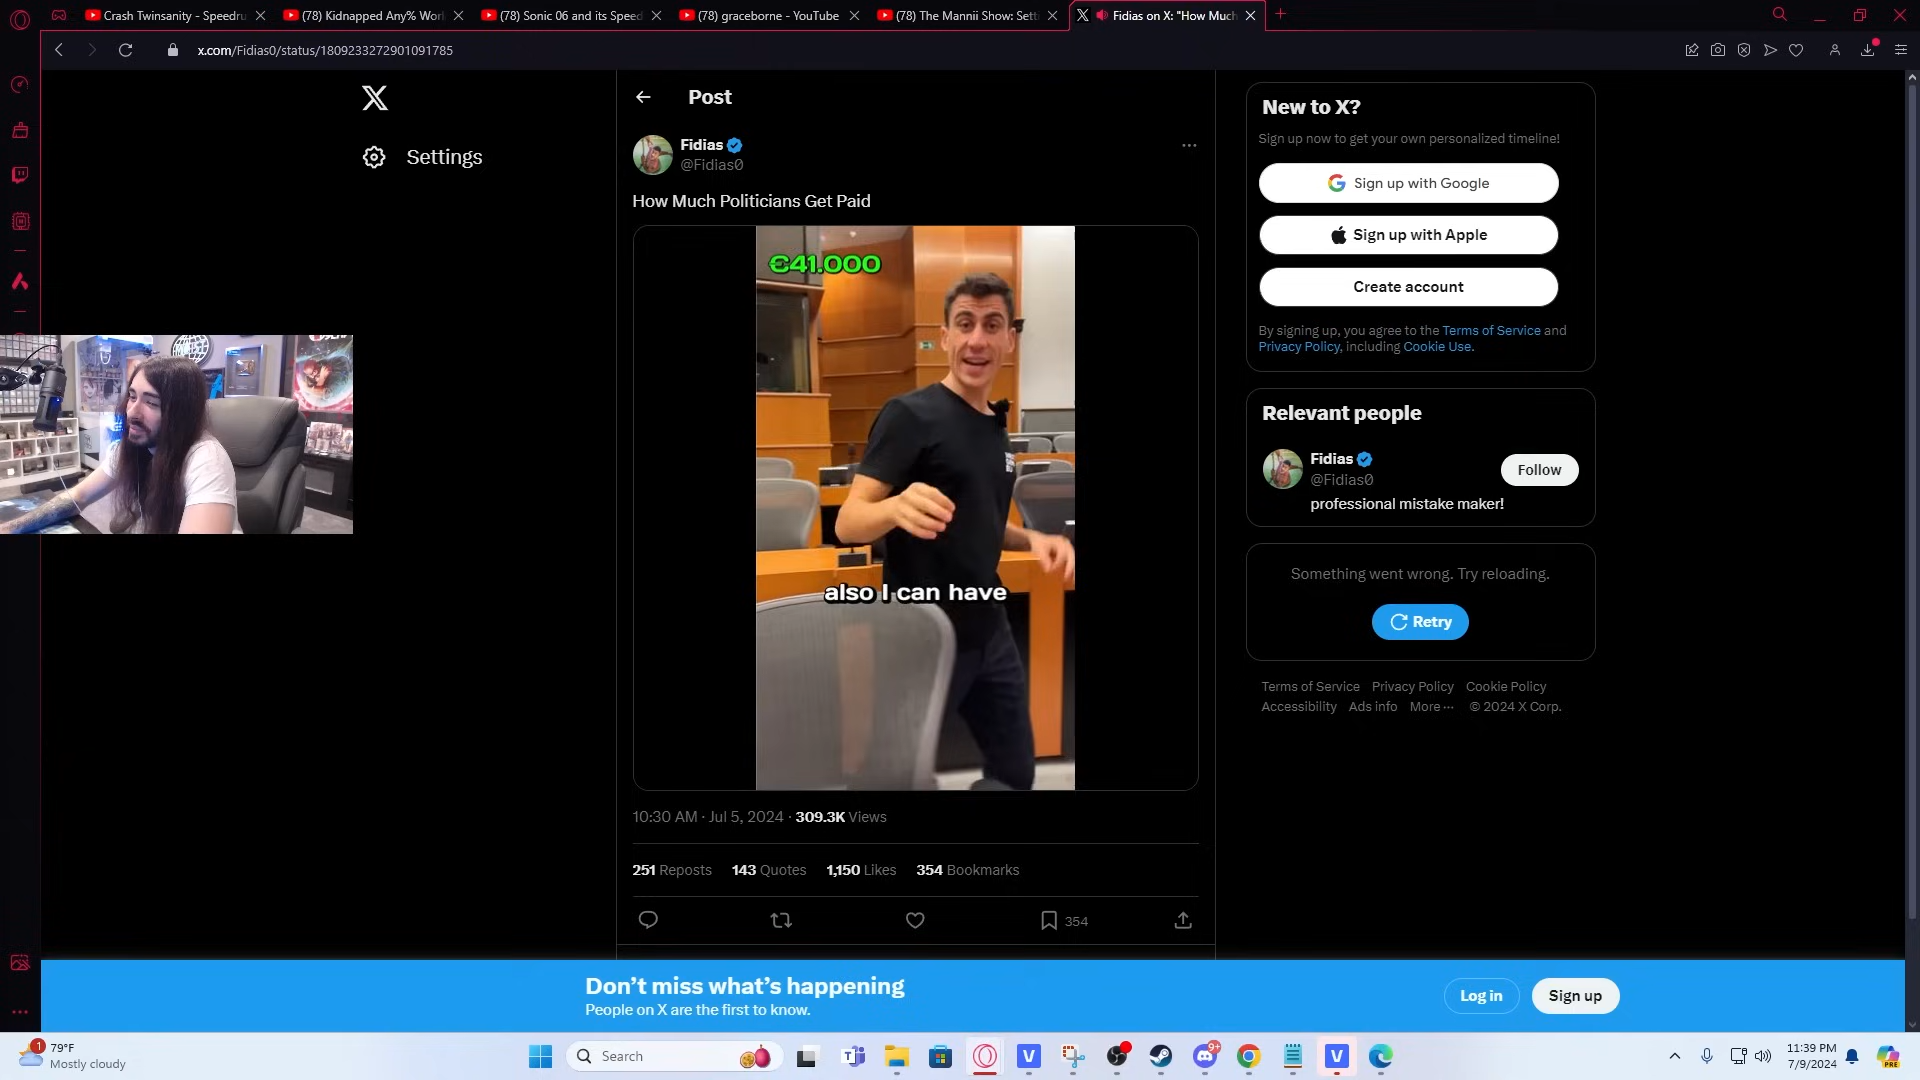 Crash Twinsanity - Speedru
(78) Kidnapped Any% Worl
(78) Sonic 06 and its Speed
(78) graceborne - YouTube
(78) The Mannii Show: Sett
Fidias on X: "How Much
x.com/Fidias0/status/1809233272901091785
Settings
Post
Fidias
@Fidias0
How Much Politicians Get Paid
€41.000
also I can have
10:30 AM · Jul 5, 2024 · 309.3K Views
251 Reposts 143 Quotes 1,150 Likes 354 Bookmarks
354
New to X?
Sign up now to get your own personalized timeline!
Sign up with Google
Sign up with Apple
Create account
By signing up, you agree to the Terms of Service and
Privacy Policy, including Cookie Use.
Relevant people
Fidias
@Fidias0
Follow
professional mistake maker!
Something went wrong. Try reloading.
Retry
Terms of Service Privacy Policy Cookie Policy
Accessibility Ads info More ··· © 2024 X Corp.
Don’t miss what’s happening
People on X are the first to know.
Log in
Sign up
1
79°F
Mostly cloudy
Search
9+
11:39 PM
7/9/2024
PRE